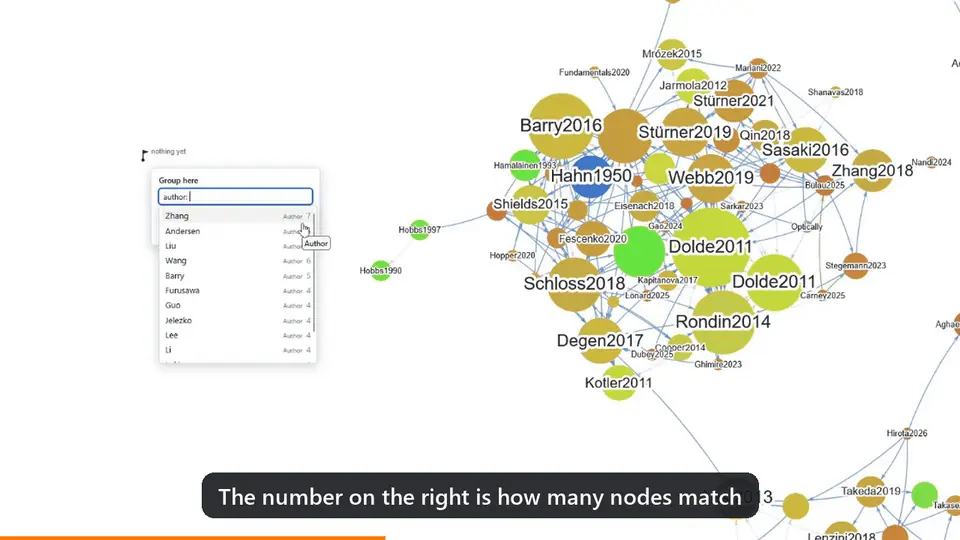 nothing yet
Group here
author:
Zhang Author 7
Andersen Author
Liu
Author
Wang Author 6
Barry Author 5
Furusawa Author 4
Guo Author 4
Jelezko Author 4
Lee Author 4
Li Author 4
Mrózek2015
Fundamentals2020
Mariani2022
Jarmola2012
Stürner2021
Shanavas2018
Barry2016
Stürner2019
Qin2018
Sasaki2016
Hamalainen1993
Hahn1950
Webb2019
Zhang2018
Nandi2024
Bulau2025
Shields2015
Eisenach2018
Sarkar2023
Hobbs1997
Gao2024
Optically
Fescenko2020
Dolde2011
Hopper2020
Stegemann2023
Hobbs1990
Schloss2018
Kapitanova2017
Dolde2011
Lonard2025
Carney2025
Rondin2014
Degen2017
Cooper2014
Dubey2025
Ghimire2023
Kotler2011
Aghae
Hirota2026
Takeda2019
Takase
Lenzini2018
The number on the right is how many nodes match